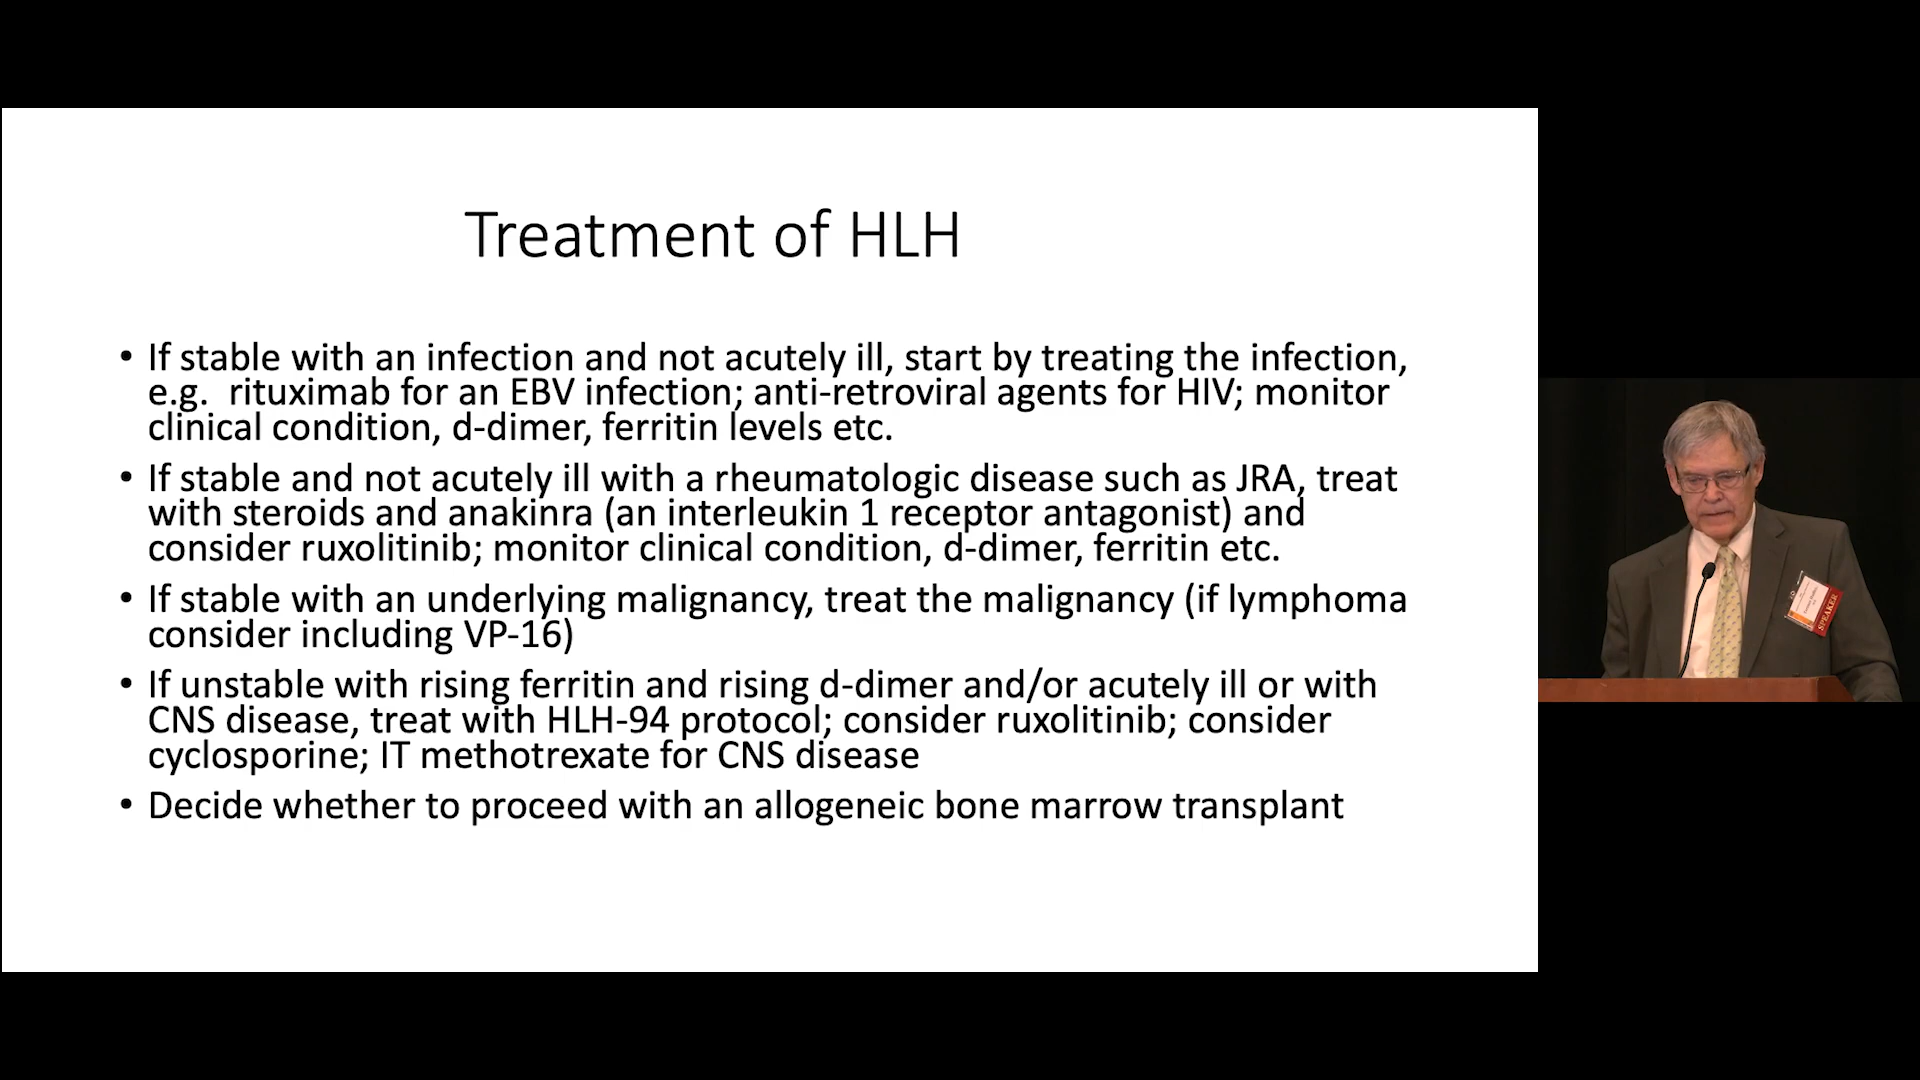 Treatment of HLH
• If stable with an infection and not acutely ill, start by treating the infection,
e.g.  rituximab for an EBV infection; anti-retroviral agents for HIV; monitor
clinical condition, d-dimer, ferritin levels etc.
• If stable and not acutely ill with a rheumatologic disease such as JRA, treat
with steroids and anakinra (an interleukin 1 receptor antagonist) and
consider ruxolitinib; monitor clinical condition, d-dimer, ferritin etc.
• If stable with an underlying malignancy, treat the malignancy (if lymphoma
consider including VP-16)
• If unstable with rising ferritin and rising d-dimer and/or acutely ill or with
CNS disease, treat with HLH-94 protocol; consider ruxolitinib; consider
cyclosporine; IT methotrexate for CNS disease
• Decide whether to proceed with an allogeneic bone marrow transplant
SPEAKER